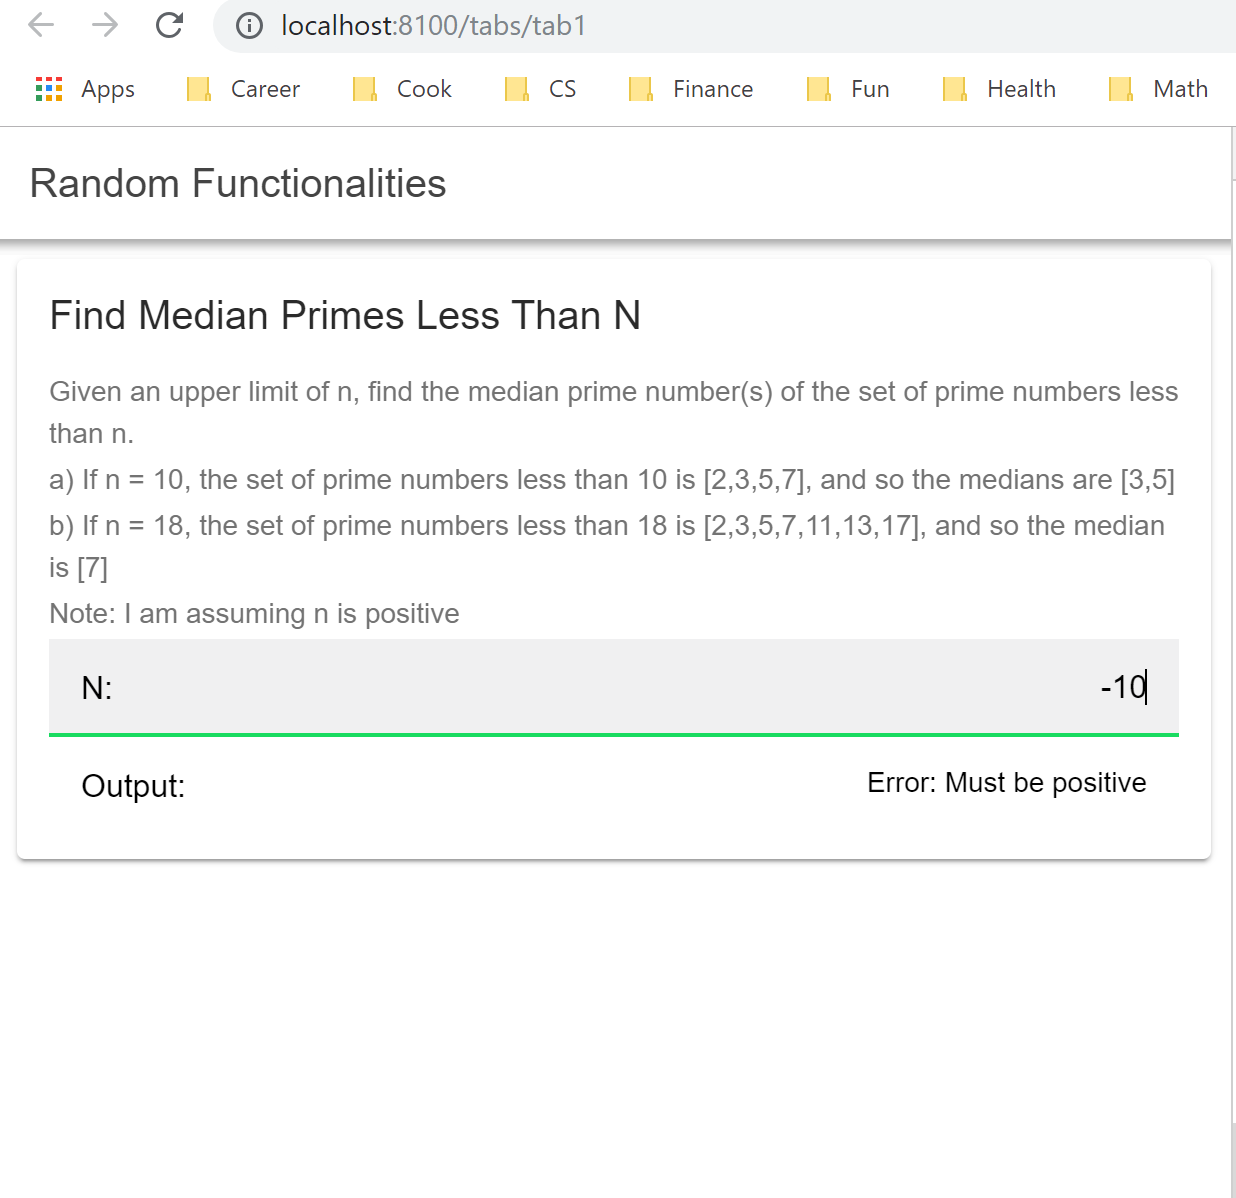 localhost:8100/tabs/tab1
Apps Career Cook CS Finance Fun Health Math
Random Functionalities
Find Median Primes Less Than N
Given an upper limit of n, find the median prime number(s) of the set of prime numbers less
than n.
a) If n = 10, the set of prime numbers less than 10 is [2,3,5,7], and so the medians are [3,5]
b) If n = 18, the set of prime numbers less than 18 is [2,3,5,7,11,13,17], and so the median
is [7]
Note: I am assuming n is positive
N: -10
Output: Error: Must be positive